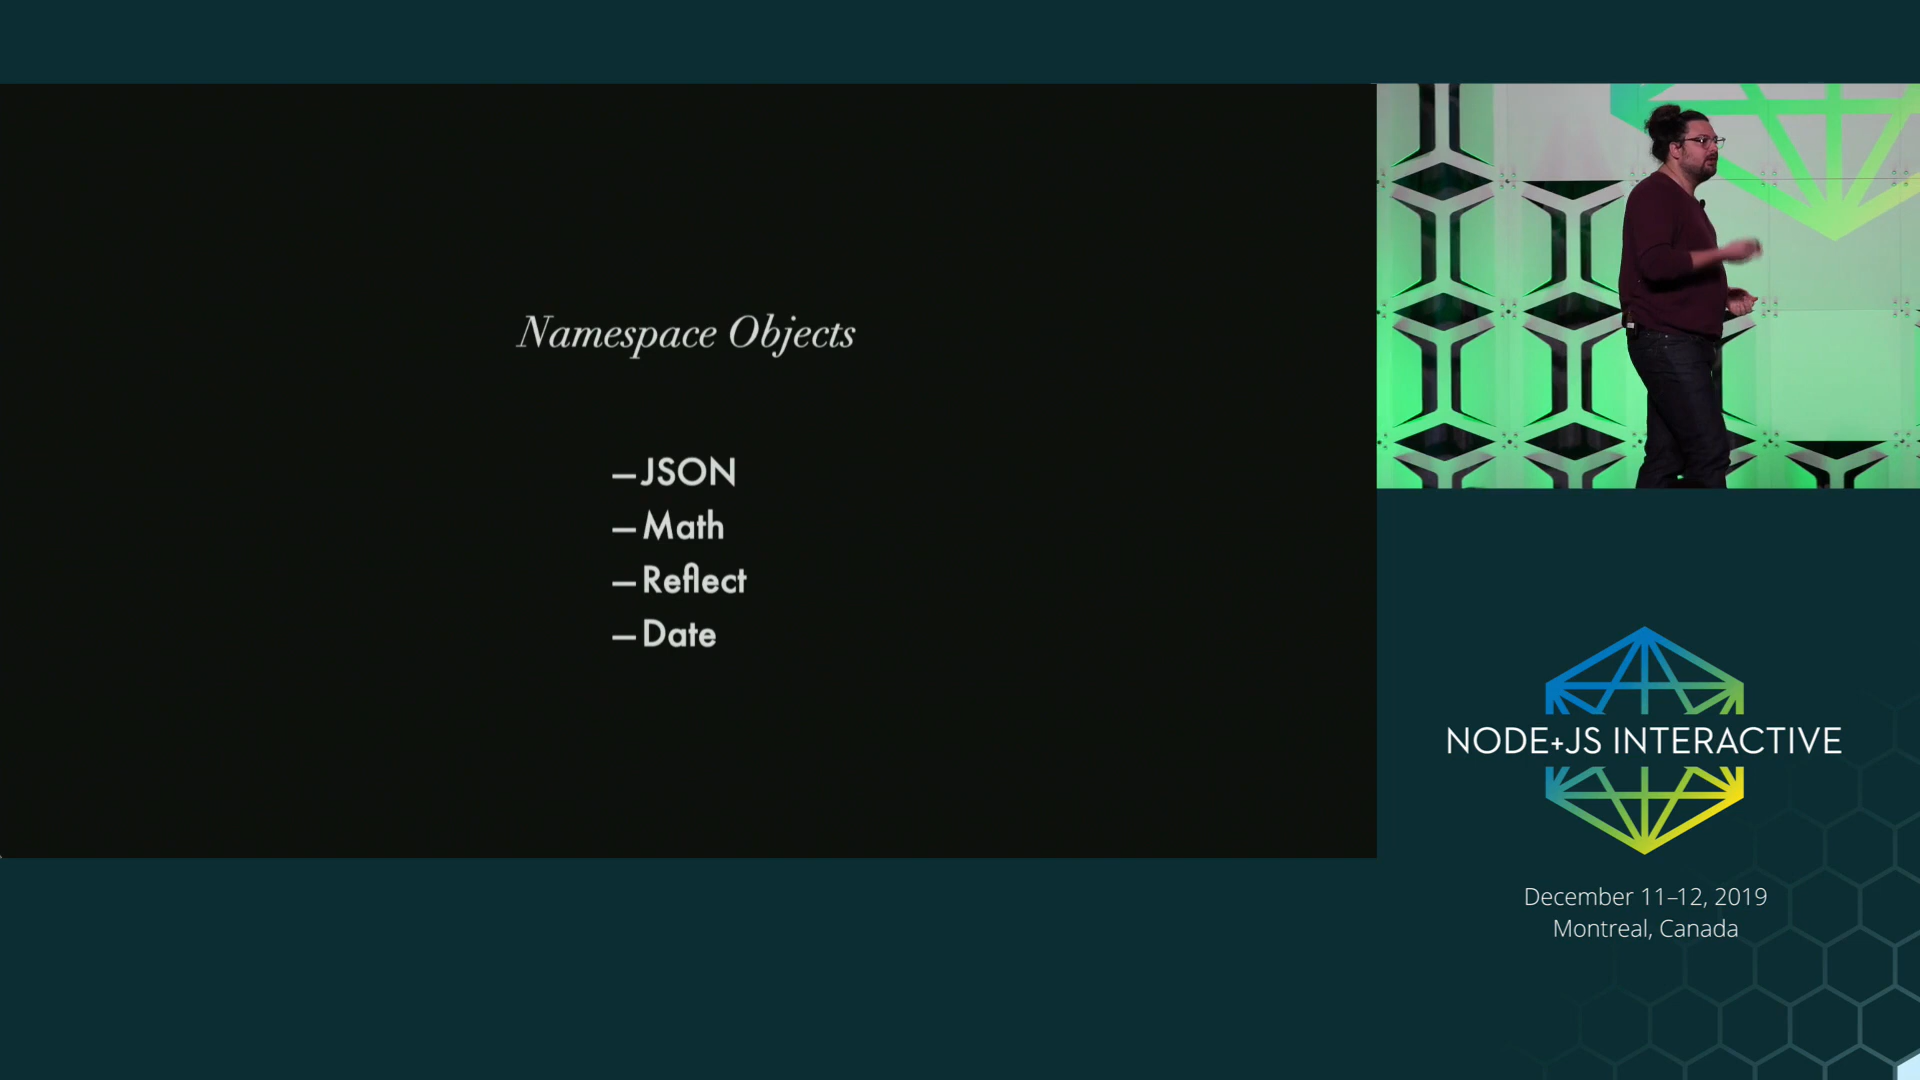 Namespace Objects
—JSON
—Math
—Reflect
—Date
NODE+JS INTERACTIVE
December 11–12, 2019
Montreal, Canada